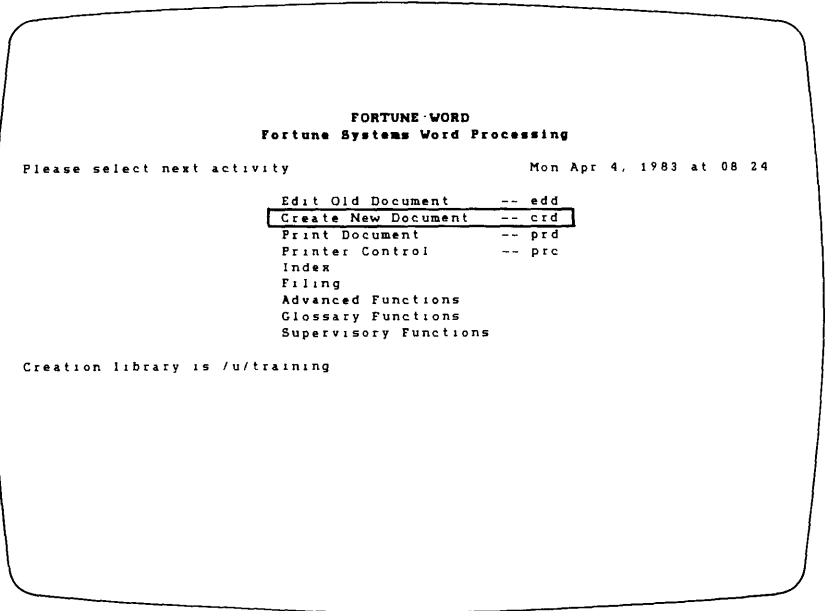 FORTUNE·WORD
Fortune Systems Word Processing
Please select next activity Mon Apr 4, 1983 at 08 24
Edit Old Document -- edd
Create New Document -- crd
Print Document -- prd
Printer Control -- prc
Index
Filing
Advanced Functions
Glossary Functions
Supervisory Functions
Creation library is /u/training